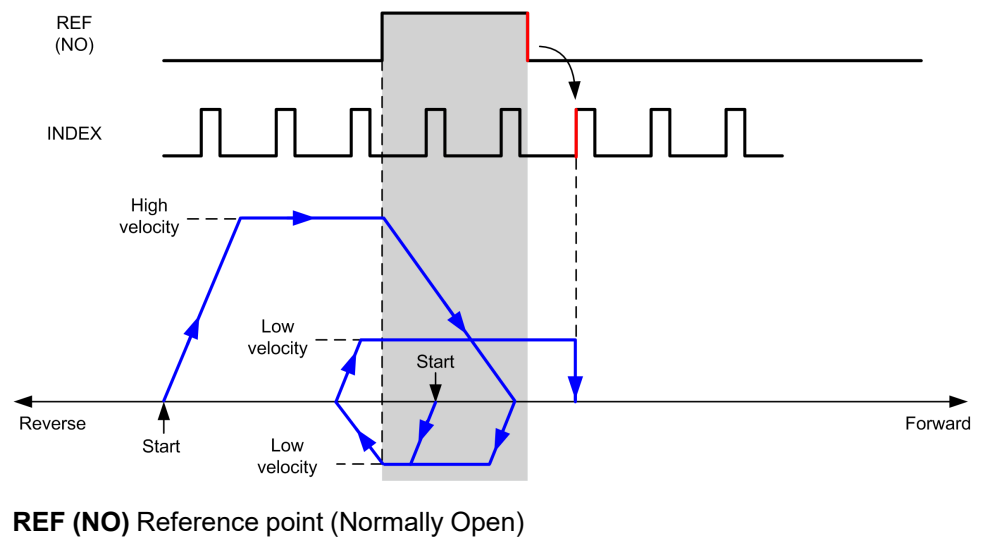 REF
(NO)
INDEX
High
velocity
Low
velocity
Start
Reverse
Forward
Start
Low
velocity
REF (NO) Reference point (Normally Open)